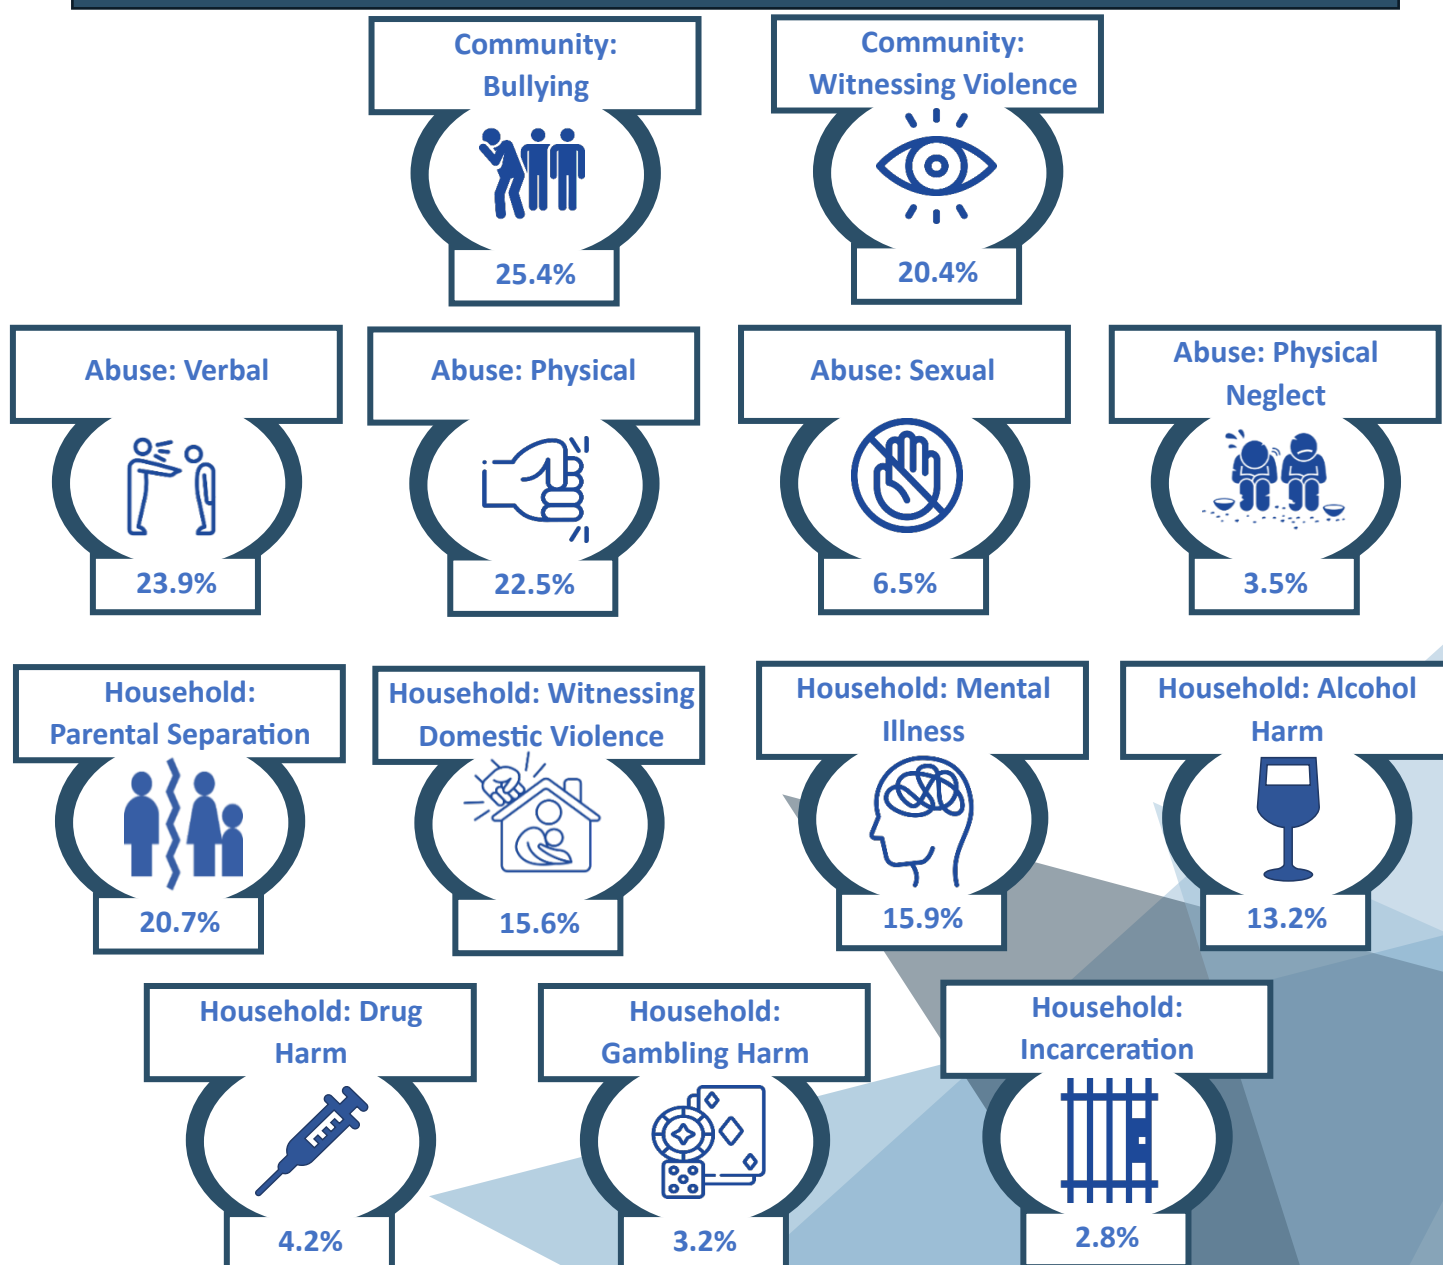 Community:
Bullying
25.4%
Community:
Witnessing Violence
20.4%
Abuse: Verbal
23.9%
Abuse: Physical
22.5%
Abuse: Sexual
6.5%
Abuse: Physical
Neglect
3.5%
Household:
Parental Separation
20.7%
Household: Witnessing
Domestic Violence
15.6%
Household: Mental
Illness
15.9%
Household: Alcohol
Harm
13.2%
Household: Drug
Harm
4.2%
Household:
Gambling Harm
3.2%
Household:
Incarceration
2.8%